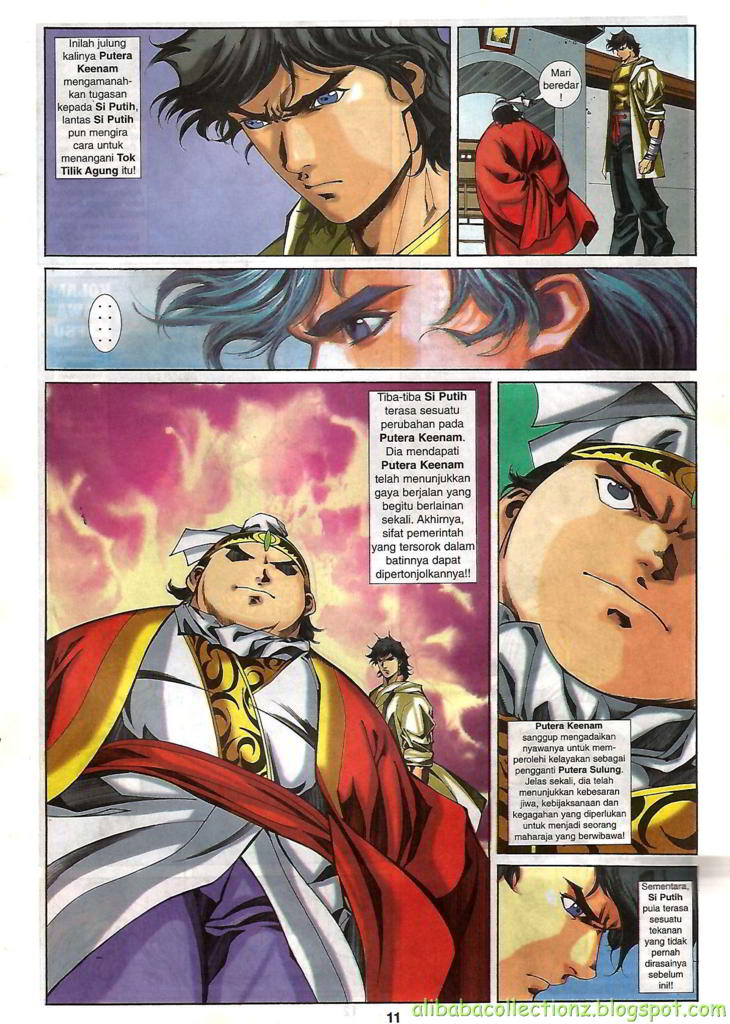 Inilah julung
kalinya Putera
Keenam
mengamanah-
kan tugasan
kepada Si Putih,
lantas Si Putih
pun mengira
cara untuk
menangani Tok
Tilik Agung itu!
Mari
beredar
!
Tiba-tiba Si Putih
terasa sesuatu
perubahan pada
Putera Keenam.
Dia mendapati
Putera Keenam
telah menunjukkan
gaya berjalan yang
begitu berlainan
sekali. Akhirnya,
sifat pemerintah
yang tersorok dalam
batinnya dapat
dipertonjolkannya!!
Putera Keenam
sanggup mengadaikan
nyawanya untuk mem-
perolehi kelayakan sebagai
pengganti Putera Sulung.
Jelas sekali, dia telah
menunjukkan kebesaran
jiwa, kebijaksanaan dan
kegagahan yang diperlukan
untuk menjadi seorang
maharaja yang berwibawa!
Sementara,
Si Putih
pula terasa
sesuatu
tekanan
yang tidak
pernah
dirasainya
sebelum
ini!!
11
alibabacollectionz.blogspot.com